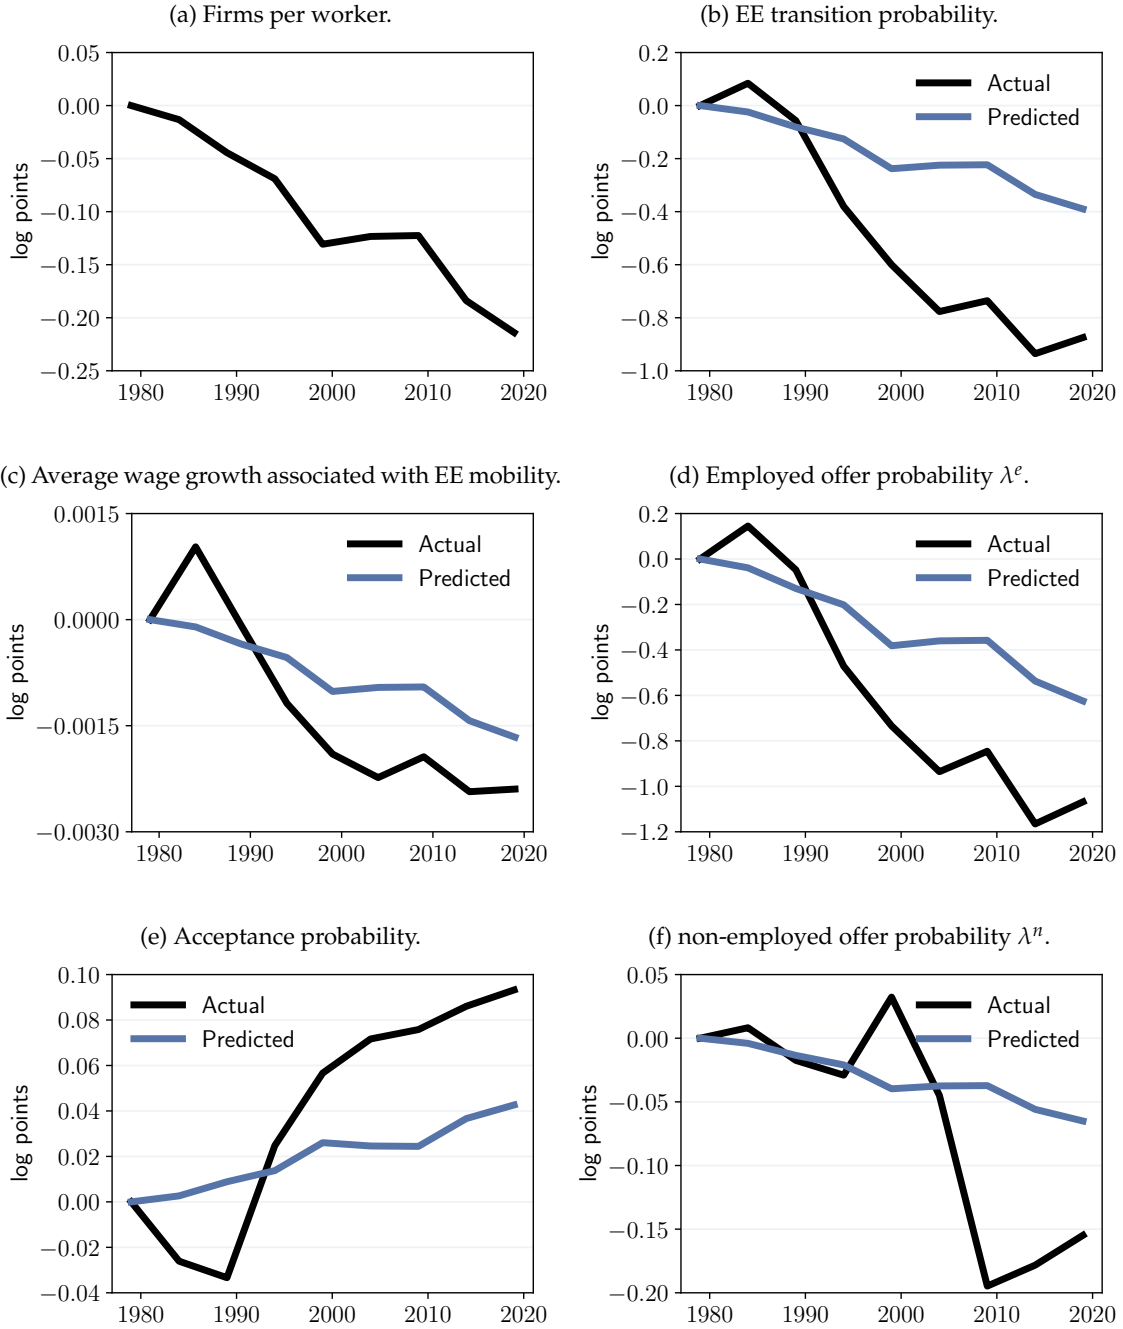 (a) Firms per worker.
0.05
0.00
−0.05
−0.10
−0.15
−0.20
−0.25
log points
1980 1990 2000 2010 2020
(b) EE transition probability.
0.2
0.0
−0.2
−0.4
−0.6
−0.8
−1.0
log points
Actual
Predicted
1980 1990 2000 2010 2020
(c) Average wage growth associated with EE mobility.
0.0015
0.0000
−0.0015
−0.0030
log points
Actual
Predicted
1980 1990 2000 2010 2020
(d) Employed offer probability λᵉ.
0.2
0.0
−0.2
−0.4
−0.6
−0.8
−1.0
−1.2
log points
Actual
Predicted
1980 1990 2000 2010 2020
(e) Acceptance probability.
0.10
0.08
0.06
0.04
0.02
0.00
−0.02
−0.04
log points
Actual
Predicted
1980 1990 2000 2010 2020
(f) non-employed offer probability λⁿ.
0.05
0.00
−0.05
−0.10
−0.15
−0.20
log points
Actual
Predicted
1980 1990 2000 2010 2020